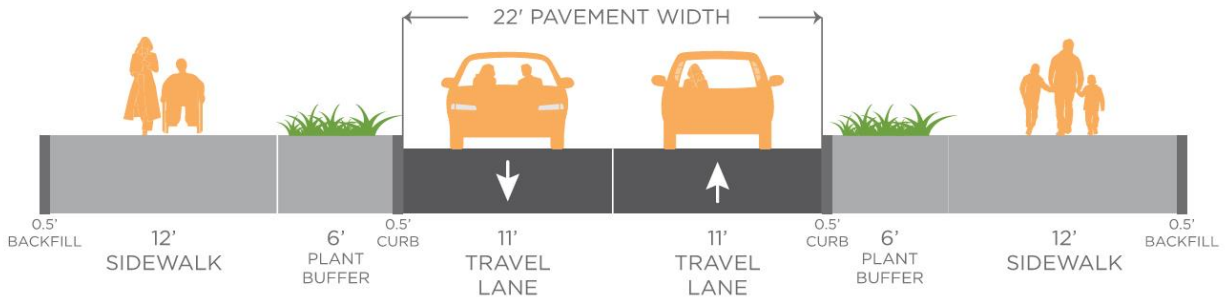 22' PAVEMENT WIDTH
0.5'
BACKFILL
12'
SIDEWALK
6'
PLANT
BUFFER
0.5'
CURB
11'
TRAVEL
LANE
11'
TRAVEL
LANE
0.5'
CURB
6'
PLANT
BUFFER
12'
SIDEWALK
0.5'
BACKFILL